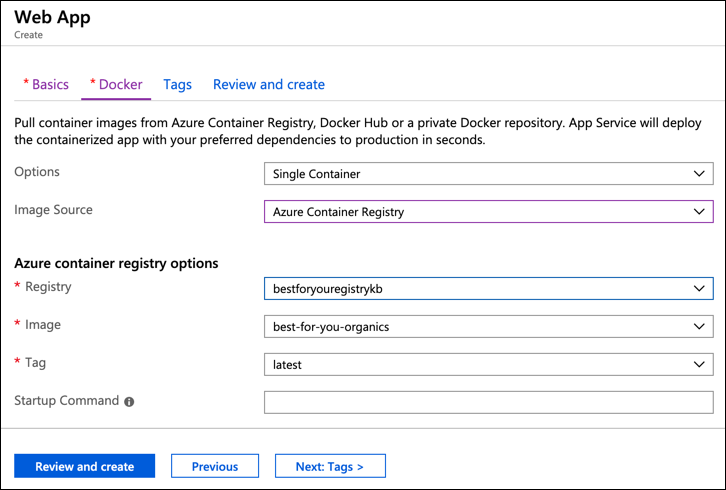 Web App
Create
* Basics * Docker Tags Review and create
Pull container images from Azure Container Registry, Docker Hub or a private Docker repository. App Service will deploy
the containerized app with your preferred dependencies to production in seconds.
Options Single Container
Image Source Azure Container Registry
Azure container registry options
* Registry bestforyouregistrykb
* Image best-for-you-organics
* Tag latest
Startup Command
Review and create Previous Next: Tags >